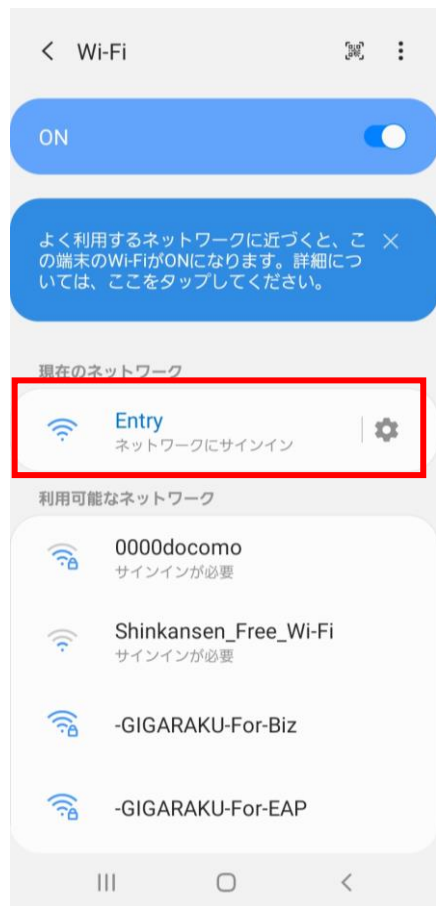 Wi-Fi
ON
よく利用するネットワークに近づくと、こ
の端末のWi-FiがONになります。詳細につ
いては、ここをタップしてください。
現在のネットワーク
Entry
ネットワークにサインイン
利用可能なネットワーク
0000docomo
サインインが必要
Shinkansen_Free_Wi-Fi
サインインが必要
-GIGARAKU-For-Biz
-GIGARAKU-For-EAP